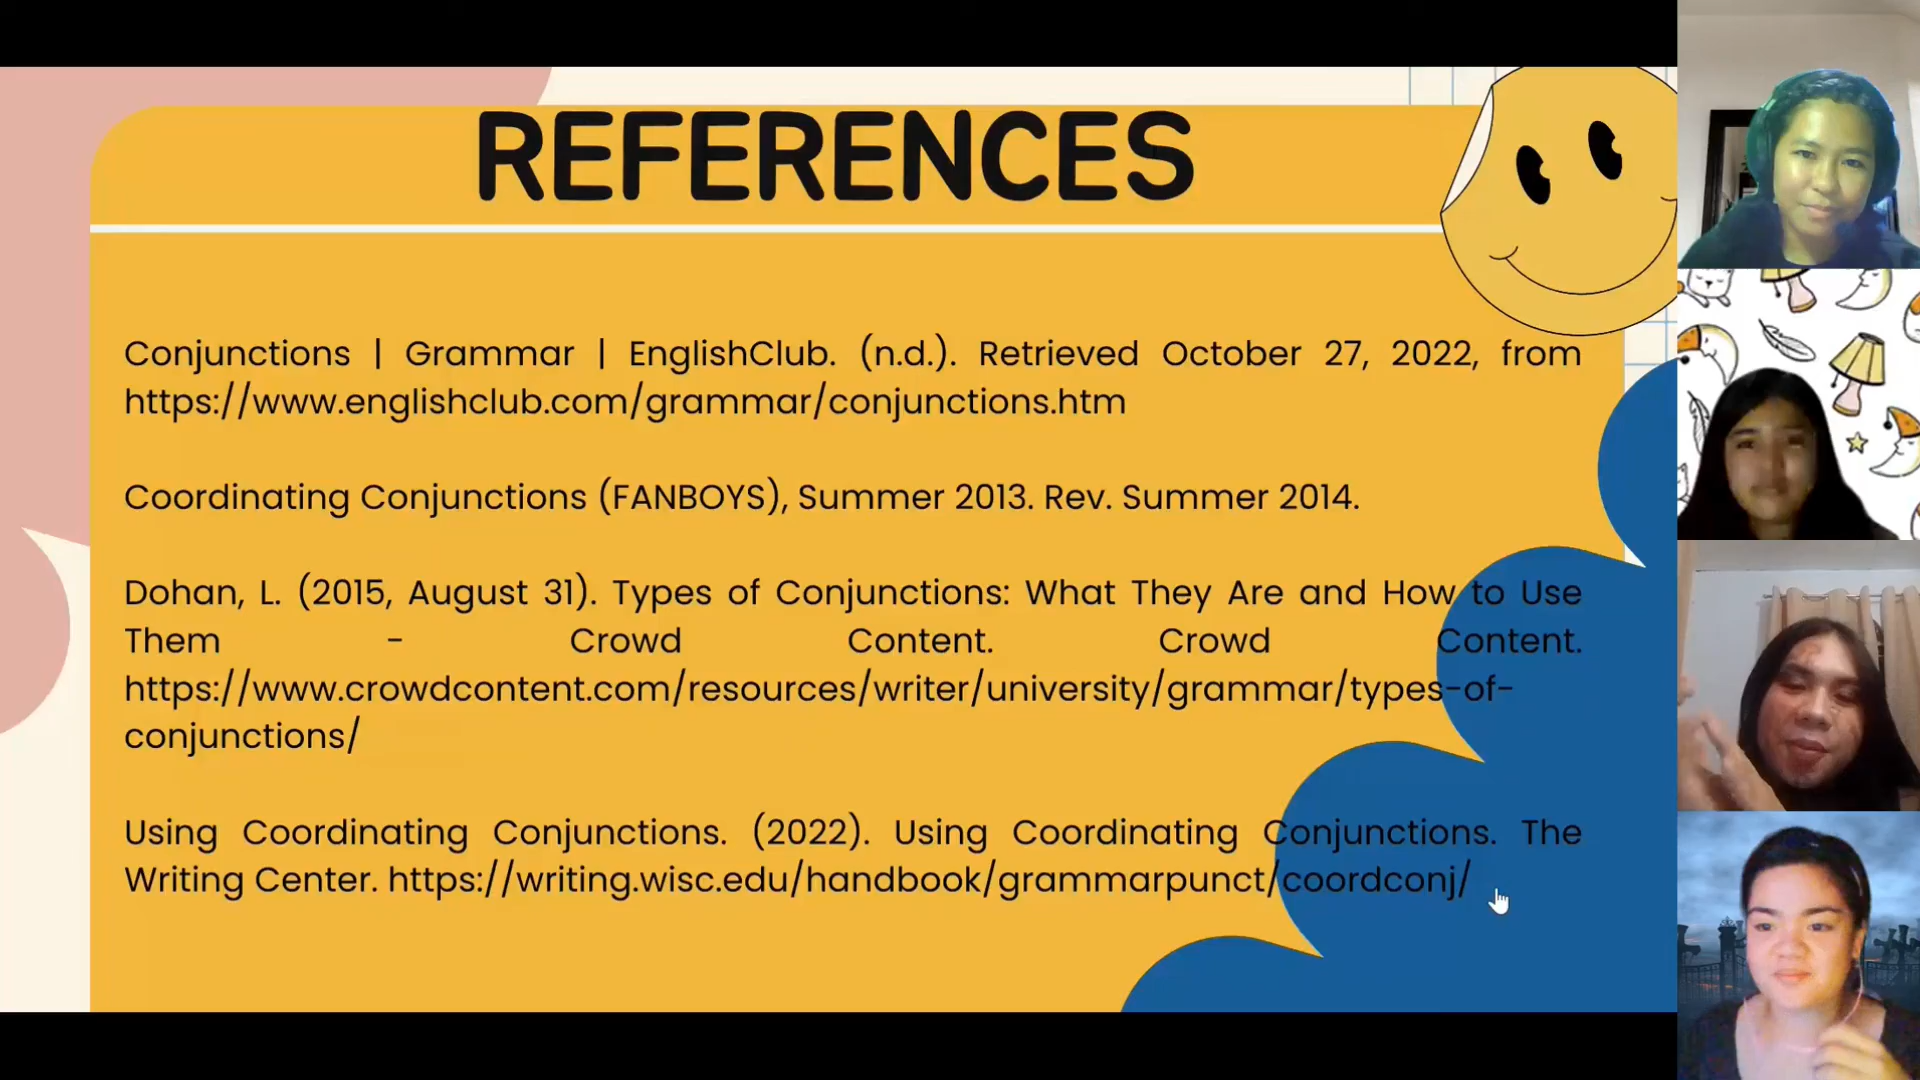 REFERENCES
Conjunctions | Grammar | EnglishClub. (n.d.). Retrieved October 27, 2022, from
https://www.englishclub.com/grammar/conjunctions.htm
Coordinating Conjunctions (FANBOYS), Summer 2013. Rev. Summer 2014.
Dohan, L. (2015, August 31). Types of Conjunctions: What They Are and How to Use
Them - Crowd Content. Crowd Content.
https://www.crowdcontent.com/resources/writer/university/grammar/types-of-
conjunctions/
Using Coordinating Conjunctions. (2022). Using Coordinating Conjunctions. The
Writing Center. https://writing.wisc.edu/handbook/grammarpunct/coordconj/